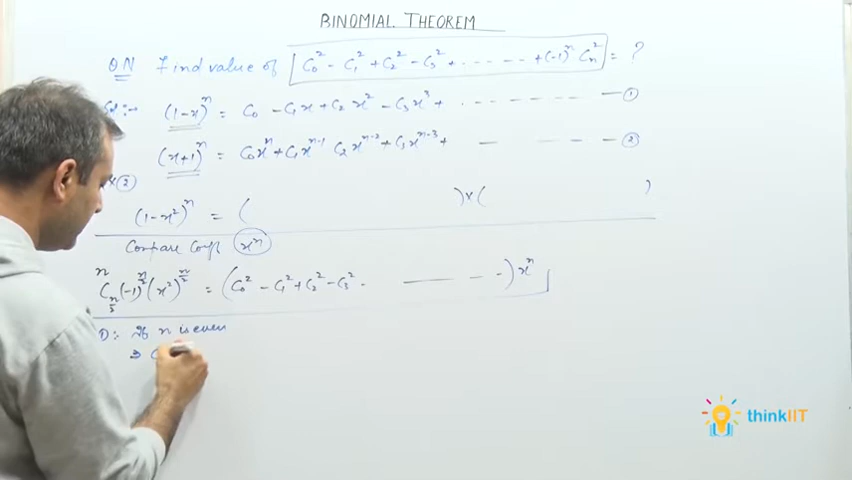 BINOMIAL THEOREM
QN Find value of C₀² - C₁² + C₂² - C₃² + ...... + (-1)ⁿ Cₙ² = ?
Sol:- (1-x)ⁿ = C₀ - C₁x + C₂x² - C₃x³ + ... - - - - - — ①
(x+1)ⁿ = C₀xⁿ + C₁xⁿ⁻¹ C₂xⁿ⁻² + C₃xⁿ⁻³ + — — - - — ②
x ②
(1-x²)ⁿ = ( )x( )
Compare Coeff xⁿ
ⁿC_{n/2} (-1)^{n/2} (x²)^{n/2} = (C₀² - C₁² + C₂² - C₃² . — - -) xⁿ
①: If n is even
thinkIIT